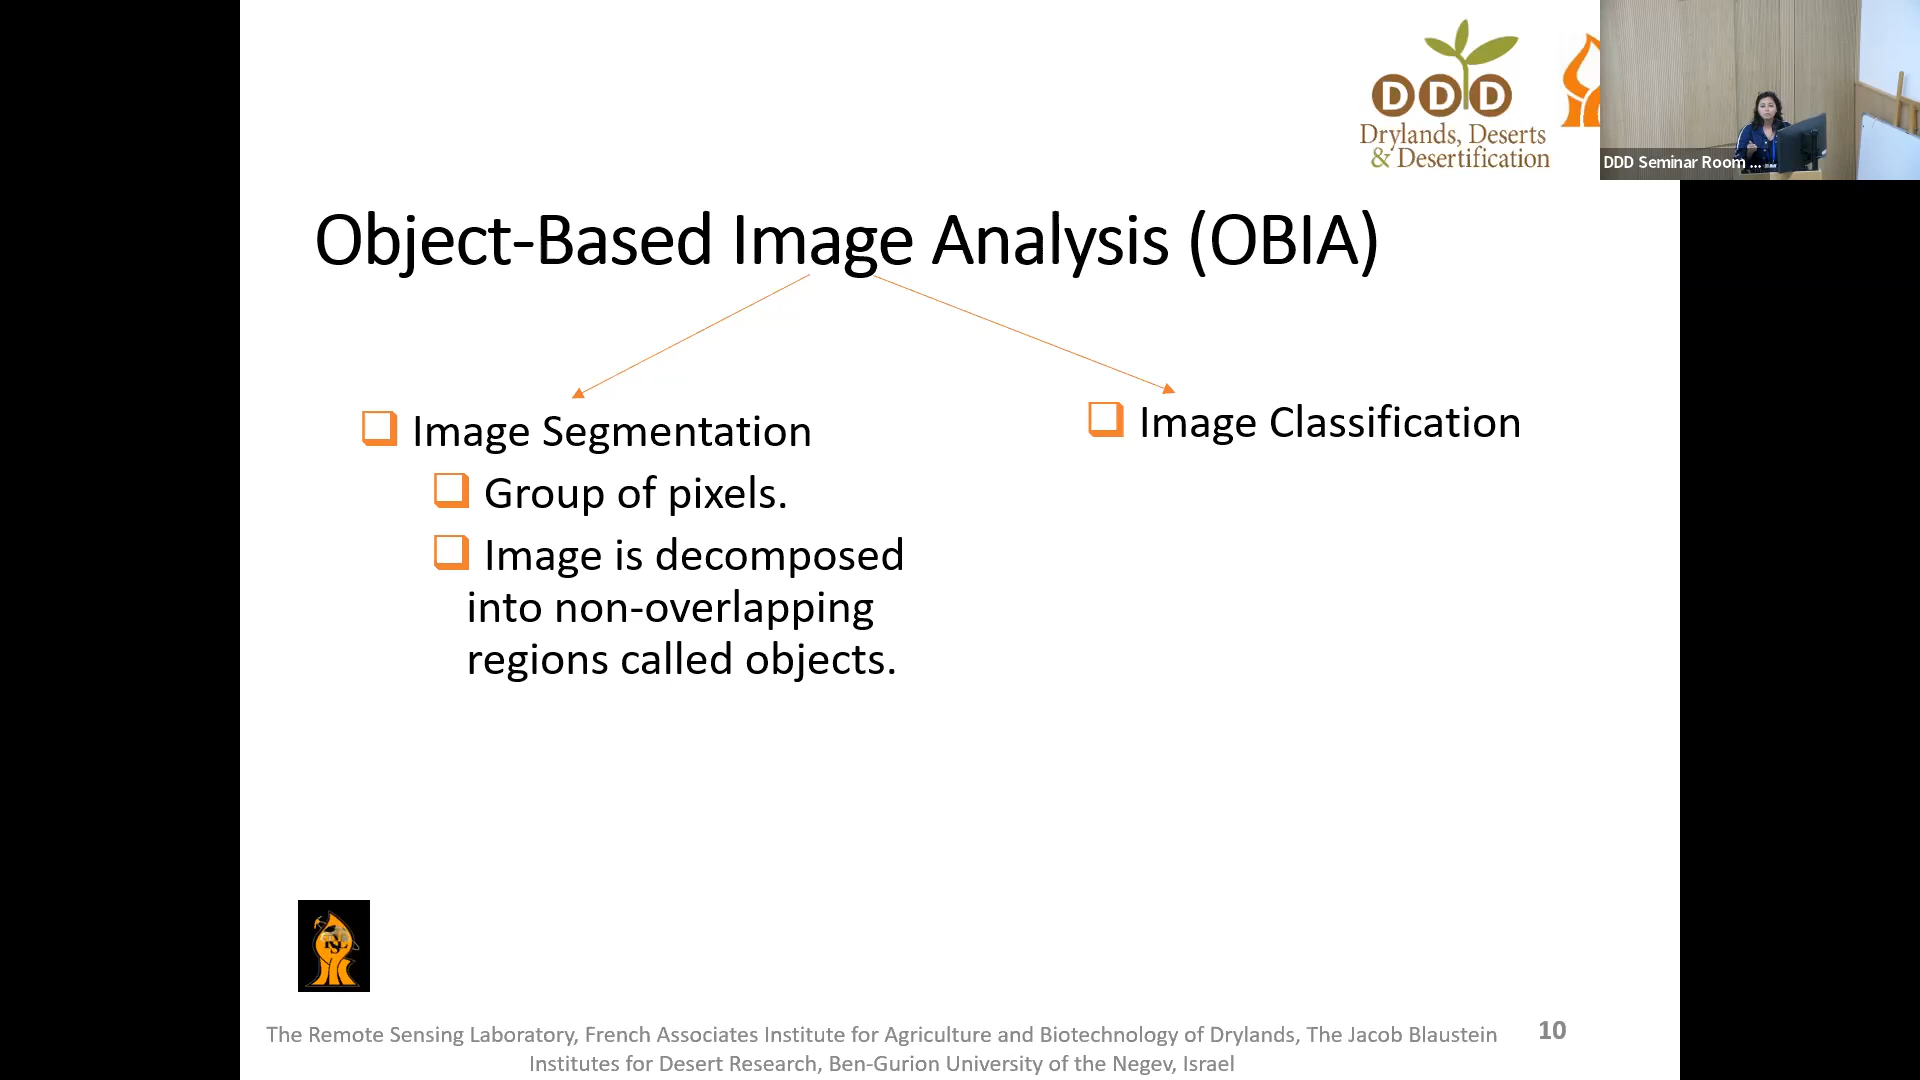 DDD
Drylands, Deserts
& Desertification
DDD Seminar Room ...
Object-Based Image Analysis (OBIA)
Image Segmentation
Group of pixels.
Image is decomposed
into non-overlapping
regions called objects.
Image Classification
The Remote Sensing Laboratory, French Associates Institute for Agriculture and Biotechnology of Drylands, The Jacob Blaustein
Institutes for Desert Research, Ben-Gurion University of the Negev, Israel
10